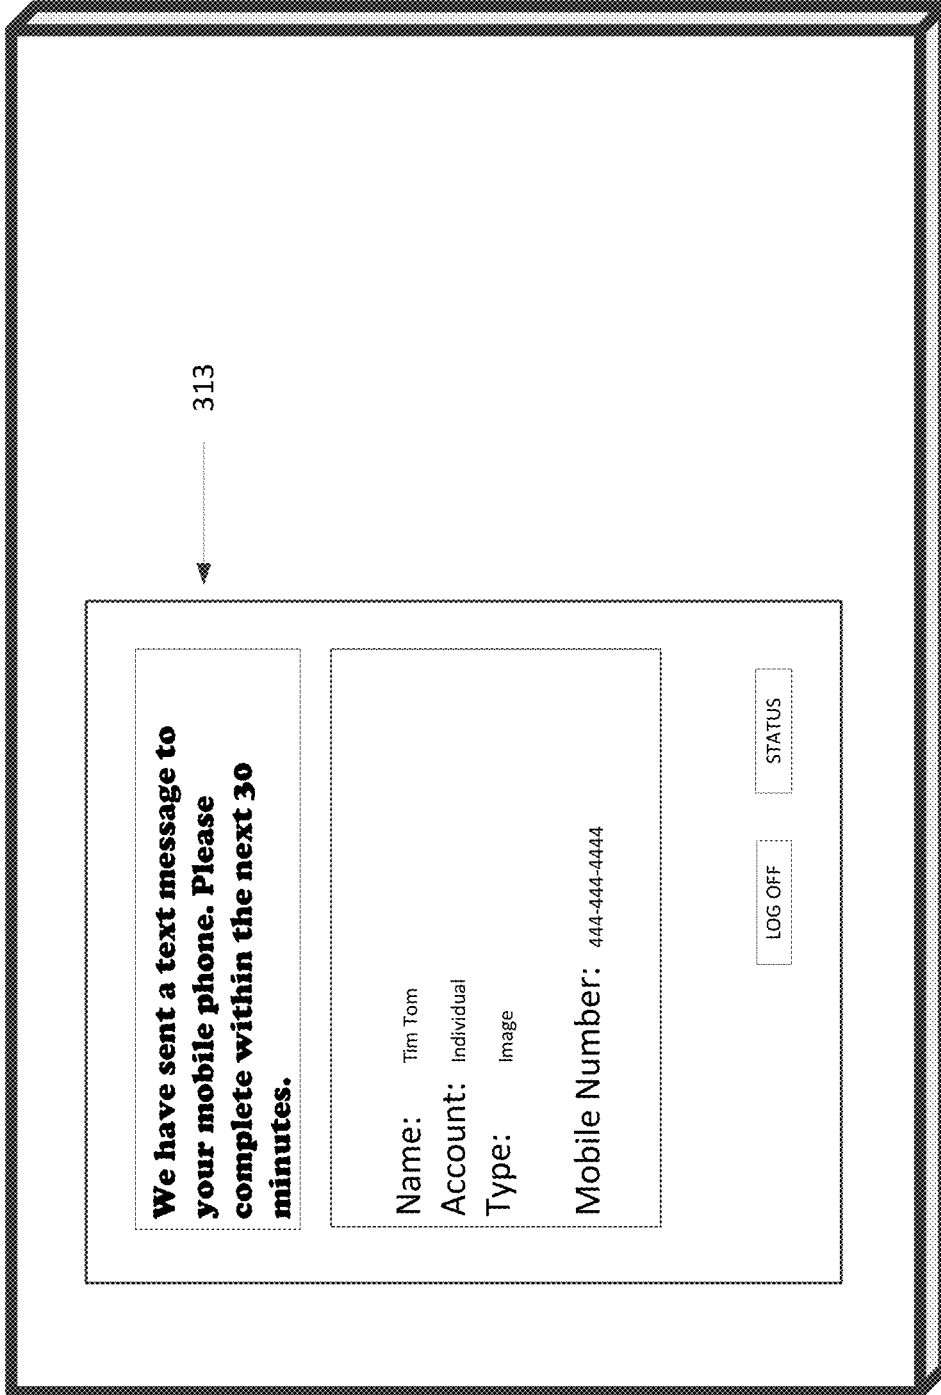 We have sent a text message to
your mobile phone. Please
complete within the next 30
minutes.
313
Name: Tim Tom
Account: Individual
Type: Image
Mobile Number: 444-444-4444
LOG OFF STATUS